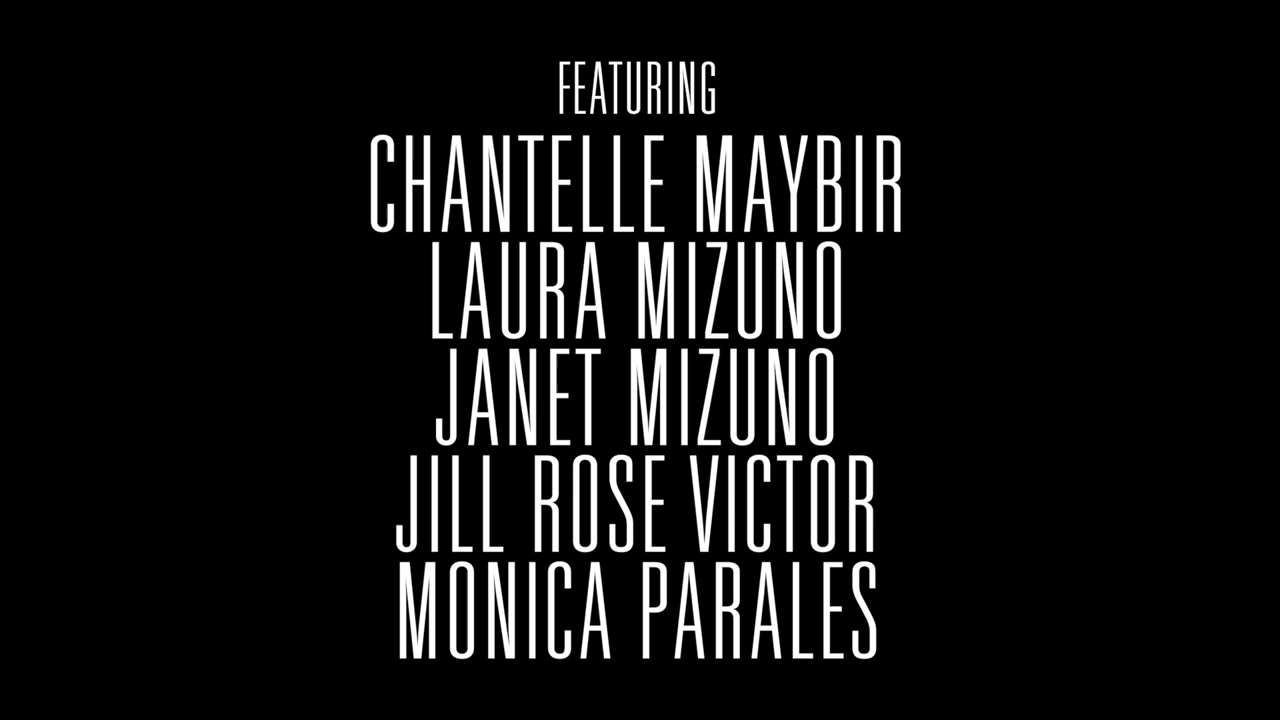 FEATURING
CHANTELLE MAYBIR
LAURA MIZUNO
JANET MIZUNO
JILL ROSE VICTOR
MONICA PARALES